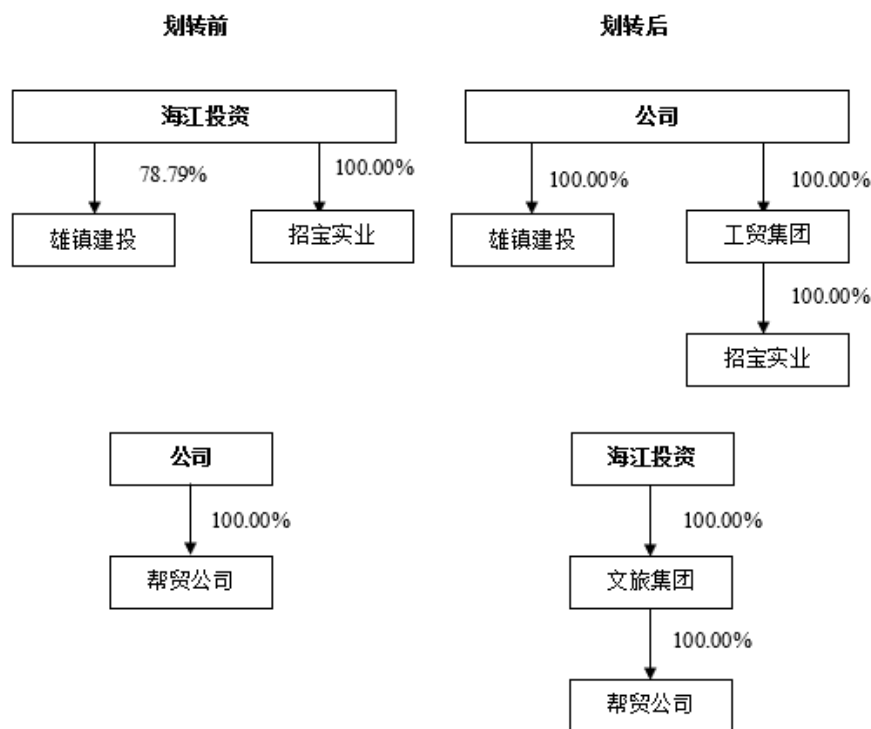 划转前
划转后
海江投资
公司
78.79%
100.00%
100.00%
100.00%
雄镇建投
招宝实业
雄镇建投
工贸集团
100.00%
招宝实业
公司
海江投资
100.00%
100.00%
帮贸公司
文旅集团
100.00%
帮贸公司